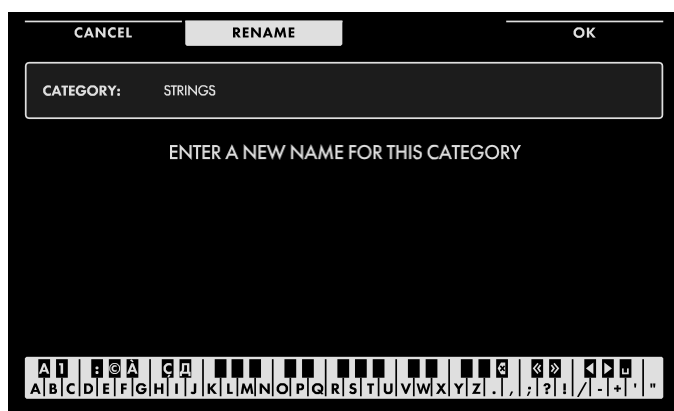 CANCEL RENAME OK
CATEGORY: STRINGS
ENTER A NEW NAME FOR THIS CATEGORY
A 1 : © À Ç Д ⌫ « » ◀ ▶ ␣
A B C D E F G H I J K L M N O P Q R S T U V W X Y Z . , ; ? ! / - + ' "